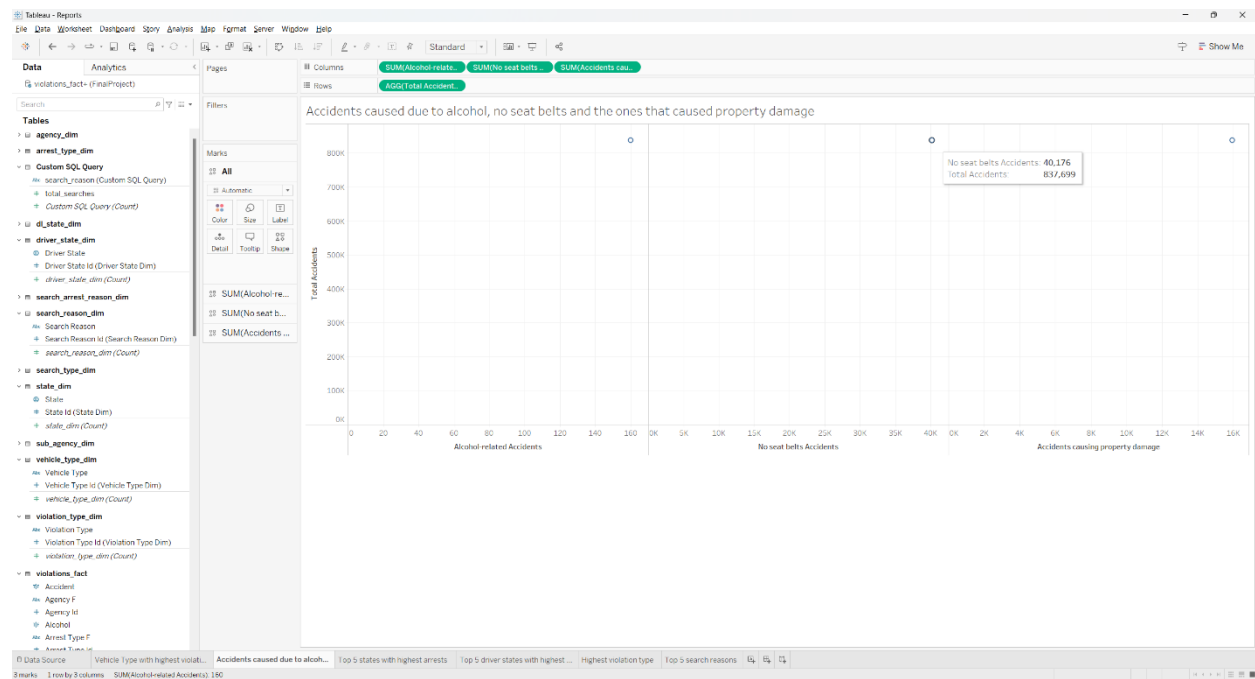 Tableau - Reports
File Data Worksheet Dashboard Story Analysis Map Format Server Window Help
Standard
Show Me
Data Analytics
violations_fact+ (FinalProject)
Search
Tables
agency_dim
arrest_type_dim
Custom SQL Query
Abc search_reason (Custom SQL Query)
# total_searches
# Custom SQL Query (Count)
dl_state_dim
driver_state_dim
Driver State
# Driver State Id (Driver State Dim)
# driver_state_dim (Count)
search_arrest_reason_dim
search_reason_dim
Abc Search Reason
# Search Reason Id (Search Reason Dim)
# search_reason_dim (Count)
search_type_dim
state_dim
State
# State Id (State Dim)
# state_dim (Count)
sub_agency_dim
vehicle_type_dim
Abc Vehicle Type
# Vehicle Type Id (Vehicle Type Dim)
# vehicle_type_dim (Count)
violation_type_dim
Abc Violation Type
# Violation Type Id (Violation Type Dim)
# violation_type_dim (Count)
violations_fact
Accident
Abc Agency F
# Agency Id
Alcohol
Abc Arrest Type F
# Arrest Type Id
Pages
Filters
Marks
All
Automatic
Color Size Label
Detail Tooltip Shape
SUM(Alcohol-re...
SUM(No seat b...
SUM(Accidents ...
Columns SUM(Alcohol-relate.. SUM(No seat belts .. SUM(Accidents cau..
Rows AGG(Total Accident..
Accidents caused due to alcohol, no seat belts and the ones that caused property damage
800K
700K
600K
500K
400K
300K
200K
100K
0K
Total Accidents
No seat belts Accidents: 40,176
Total Accidents: 837,699
0 20 40 60 80 100 120 140 160 0K 5K 10K 15K 20K 25K 30K 35K 40K 0K 2K 4K 6K 8K 10K 12K 14K 16K
Alcohol-related Accidents No seat belts Accidents Accidents causing property damage
Data Source Vehicle Type with highest violati... Accidents caused due to alcoh... Top 5 states with highest arrests Top 5 driver states with highest ... Highest violation type Top 5 search reasons
3 marks 1 row by 3 columns SUM(Alcohol-related Accidents): 160